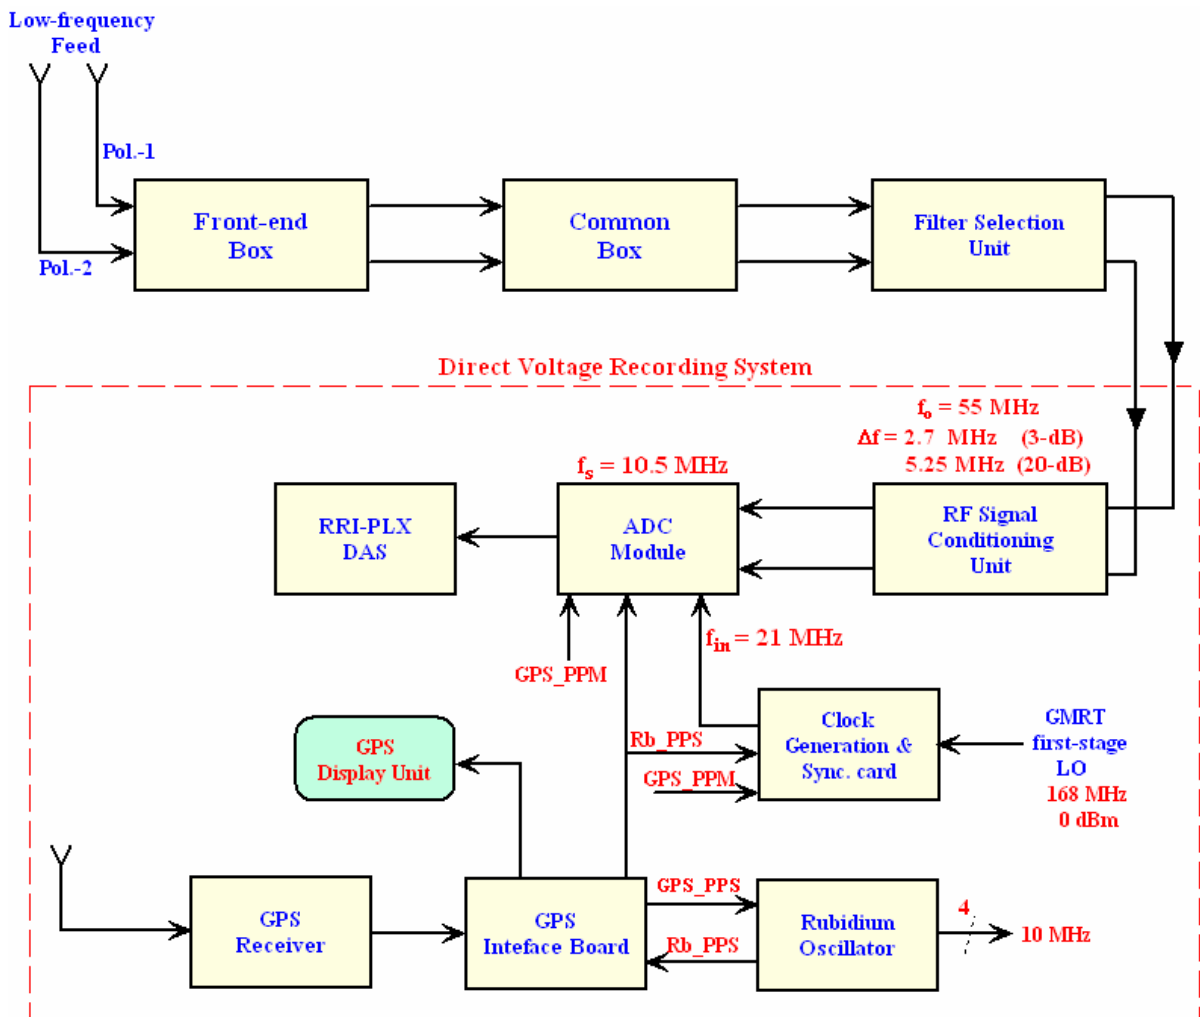 Low-frequency
Feed
Pol.-1
Pol.-2
Front-end
Box
Common
Box
Filter Selection
Unit
Direct Voltage Recording System
fo = 55 MHz
Δf = 2.7 MHz (3-dB)
5.25 MHz (20-dB)
fs = 10.5 MHz
RRI-PLX
DAS
ADC
Module
RF Signal
Conditioning
Unit
fin = 21 MHz
GPS_PPM
GPS
Display Unit
Rb_PPS
GPS_PPM
Clock
Generation &
Sync. card
GMRT
first-stage
LO
168 MHz
0 dBm
GPS
Receiver
GPS
Inteface Board
GPS_PPS
Rb_PPS
Rubidium
Oscillator
4
10 MHz